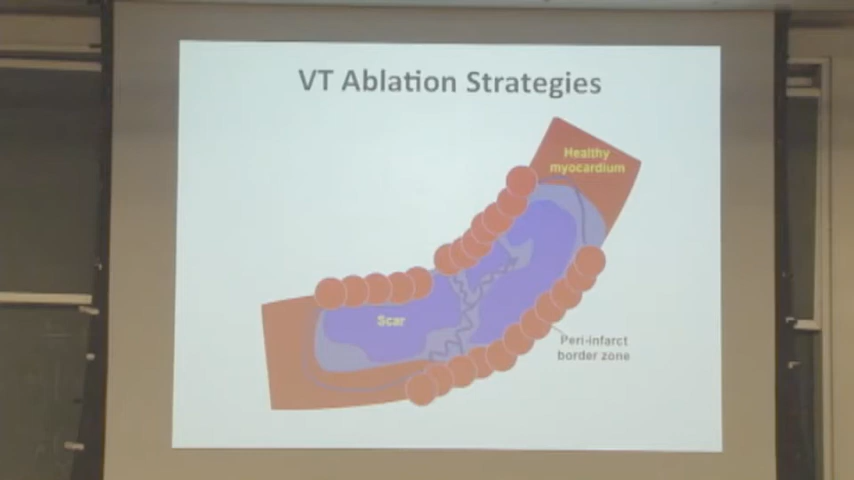 VT Ablation Strategies
Healthy
myocardium
Scar
Peri-infarct
border zone